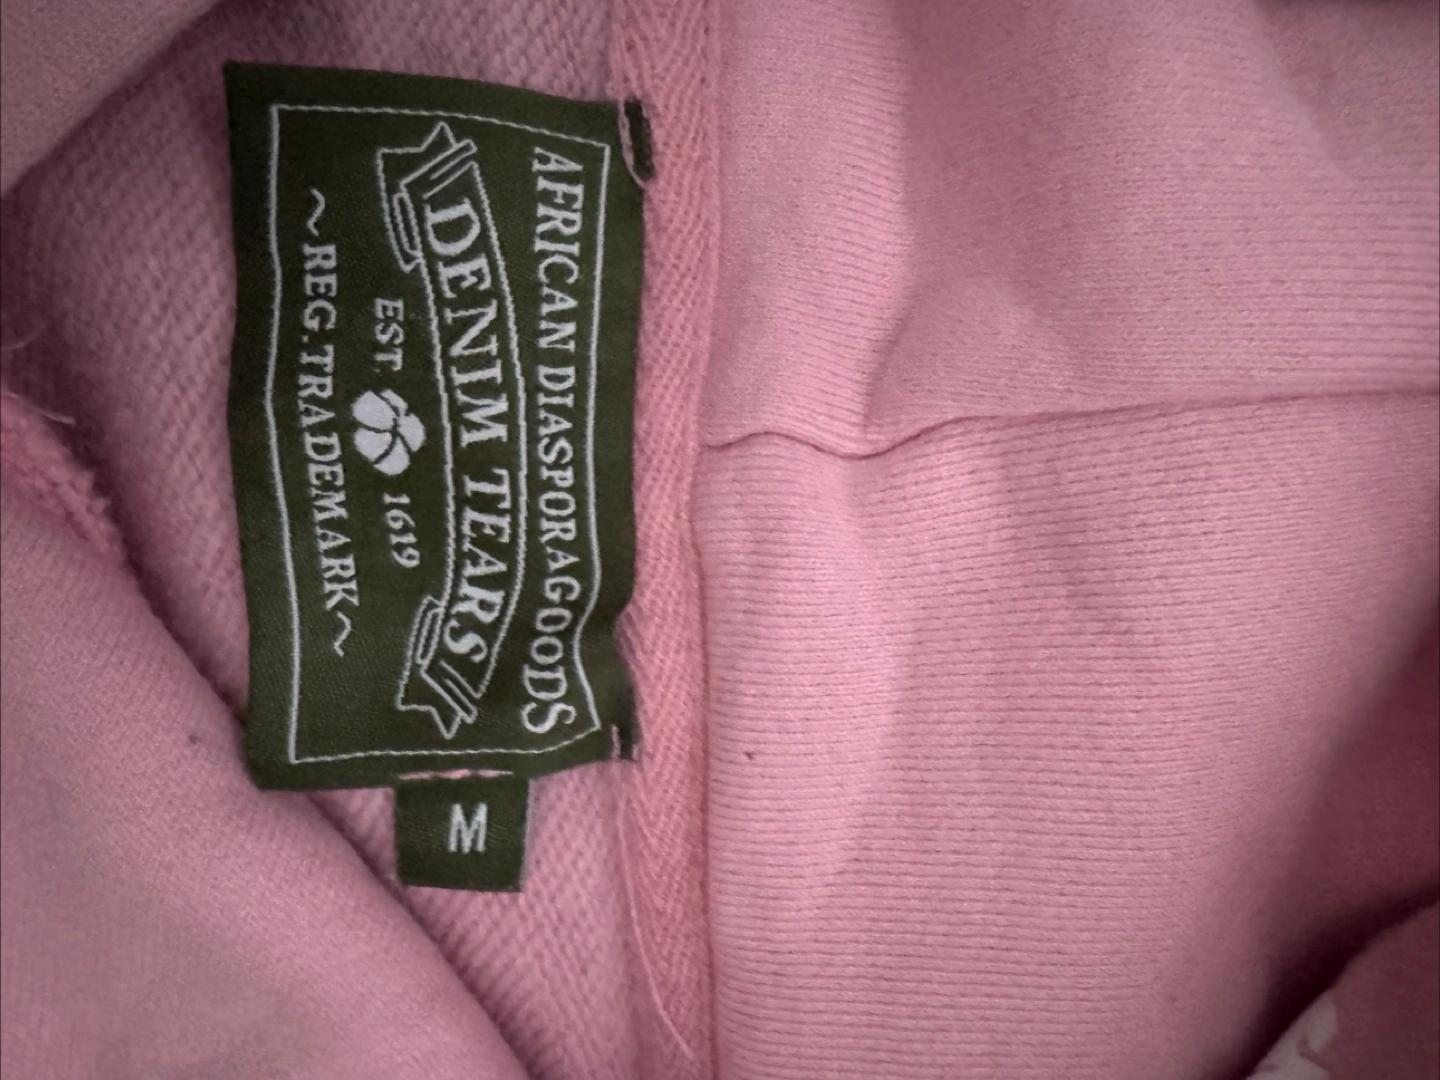 AFRICAN DIASPORA GOODS
DENIM TEARS
EST. 1619
~REG. TRADEMARK~
M